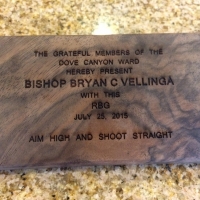 THE GRATEFUL MEMBERS OF THE
DOVE CANYON WARD
HEREBY PRESENT
BISHOP BRYAN C VELLINGA
WITH THIS
RBG
JULY 25, 2015
AIM HIGH AND SHOOT STRAIGHT